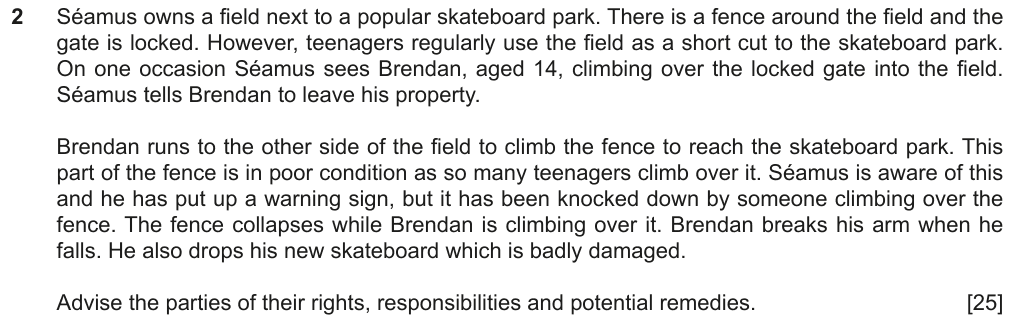 2 Séamus owns a field next to a popular skateboard park. There is a fence around the field and the
gate is locked. However, teenagers regularly use the field as a short cut to the skateboard park.
On one occasion Séamus sees Brendan, aged 14, climbing over the locked gate into the field.
Séamus tells Brendan to leave his property.
Brendan runs to the other side of the field to climb the fence to reach the skateboard park. This
part of the fence is in poor condition as so many teenagers climb over it. Séamus is aware of this
and he has put up a warning sign, but it has been knocked down by someone climbing over the
fence. The fence collapses while Brendan is climbing over it. Brendan breaks his arm when he
falls. He also drops his new skateboard which is badly damaged.
Advise the parties of their rights, responsibilities and potential remedies. [25]